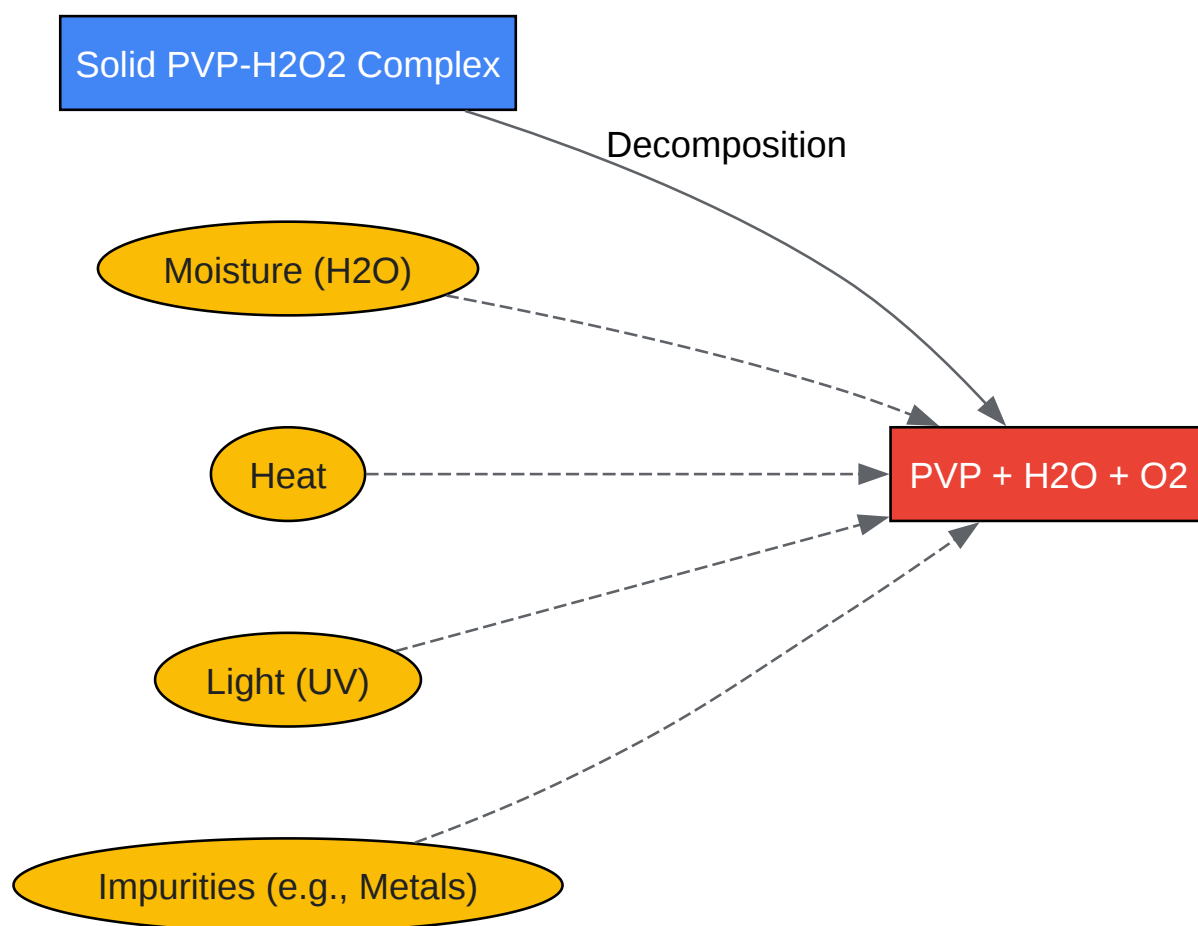 Solid PVP-H2O2 Complex
Decomposition
Moisture (H2O)
Heat
PVP + H2O + O2
Light (UV)
Impurities (e.g., Metals)